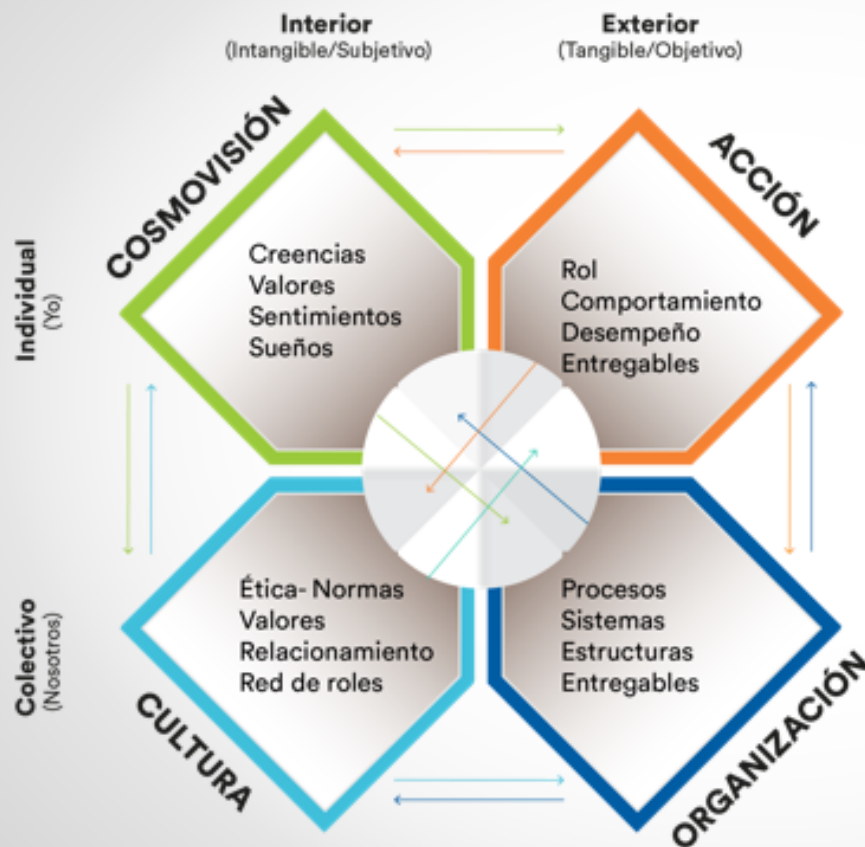 Interior
(Intangible/Subjetivo)
Exterior
(Tangible/Objetivo)
Individual
(Yo)
COSMOVISIÓN
Creencias
Valores
Sentimientos
Sueños
ACCIÓN
Rol
Comportamiento
Desempeño
Entregables
Colectivo
(Nosotros)
CULTURA
Ética- Normas
Valores
Relacionamiento
Red de roles
ORGANIZACIÓN
Procesos
Sistemas
Estructuras
Entregables